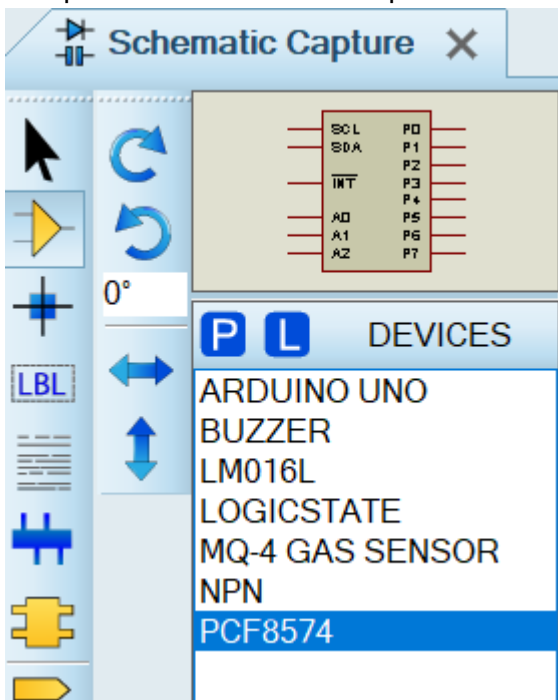 Schematic Capture
SCL P0
SDA P1
P2
INT P3
P4
A0 P5
A1 P6
A2 P7
0°
P L DEVICES
LBL
ARDUINO UNO
BUZZER
LM016L
LOGICSTATE
MQ-4 GAS SENSOR
NPN
PCF8574